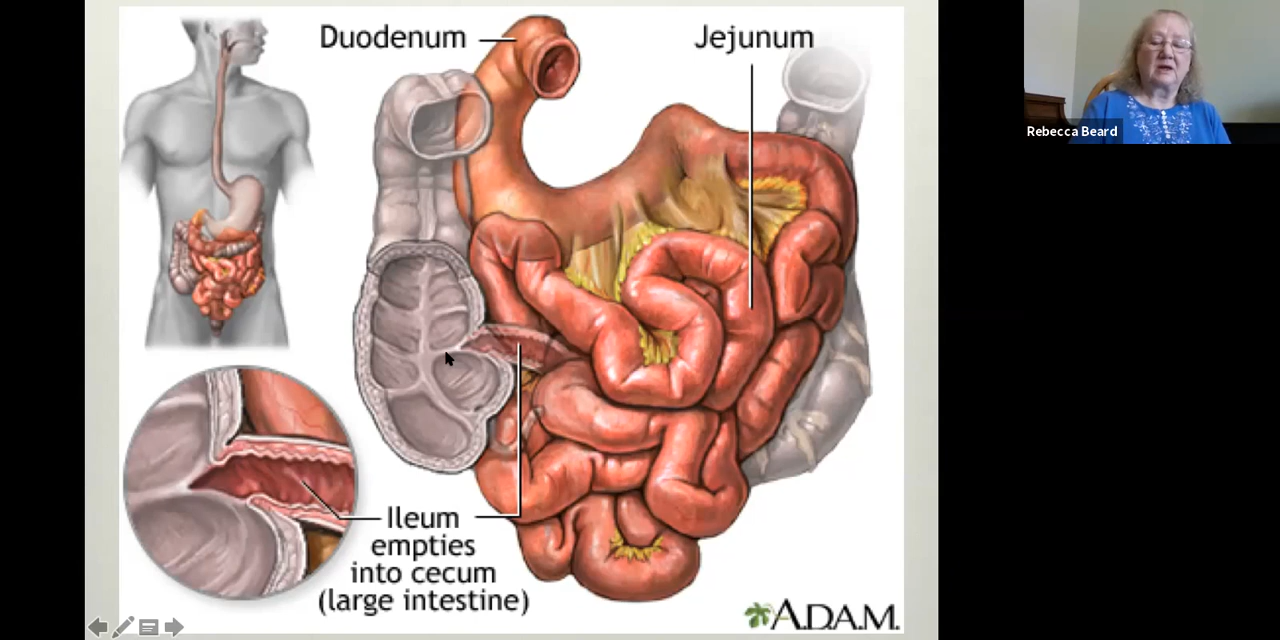 Duodenum
Jejunum
Rebecca Beard
Ileum
empties
into cecum
(large intestine)
A.D.A.M.